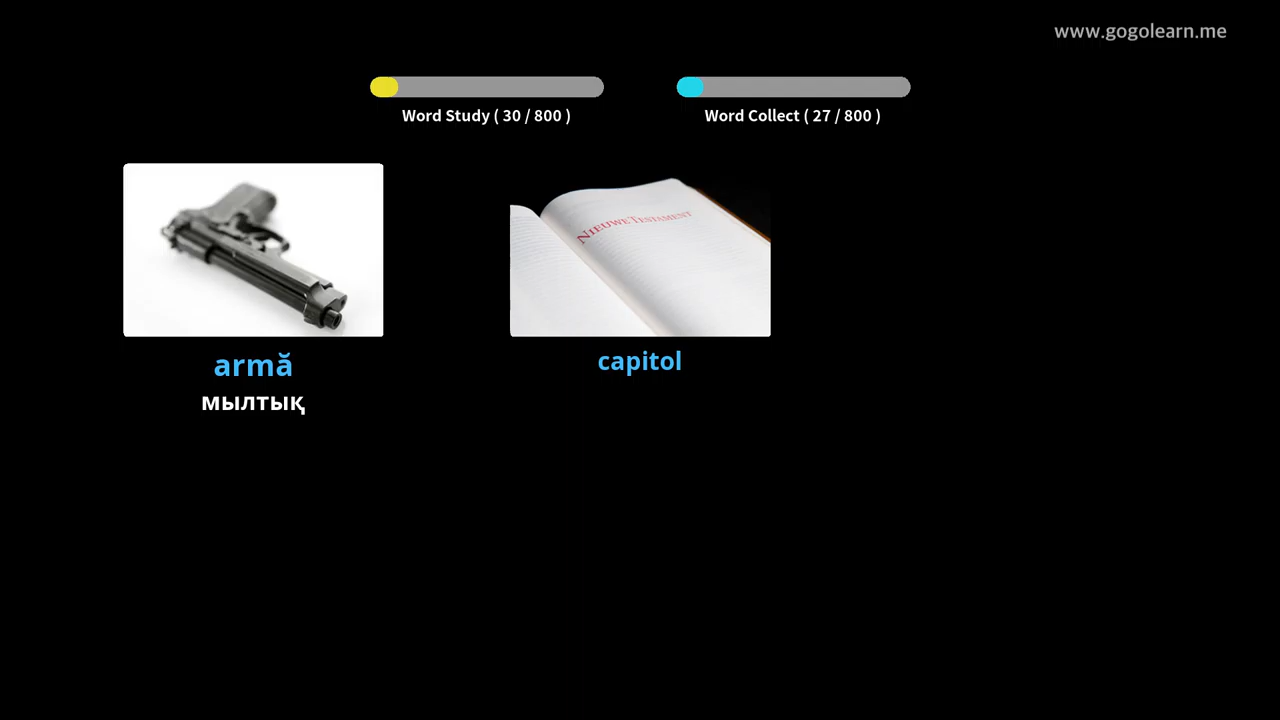 www.gogolearn.me
Word Study ( 30 / 800 )
Word Collect ( 27 / 800 )
NIEUWE TESTAMENT
armă
мылтық
capitol